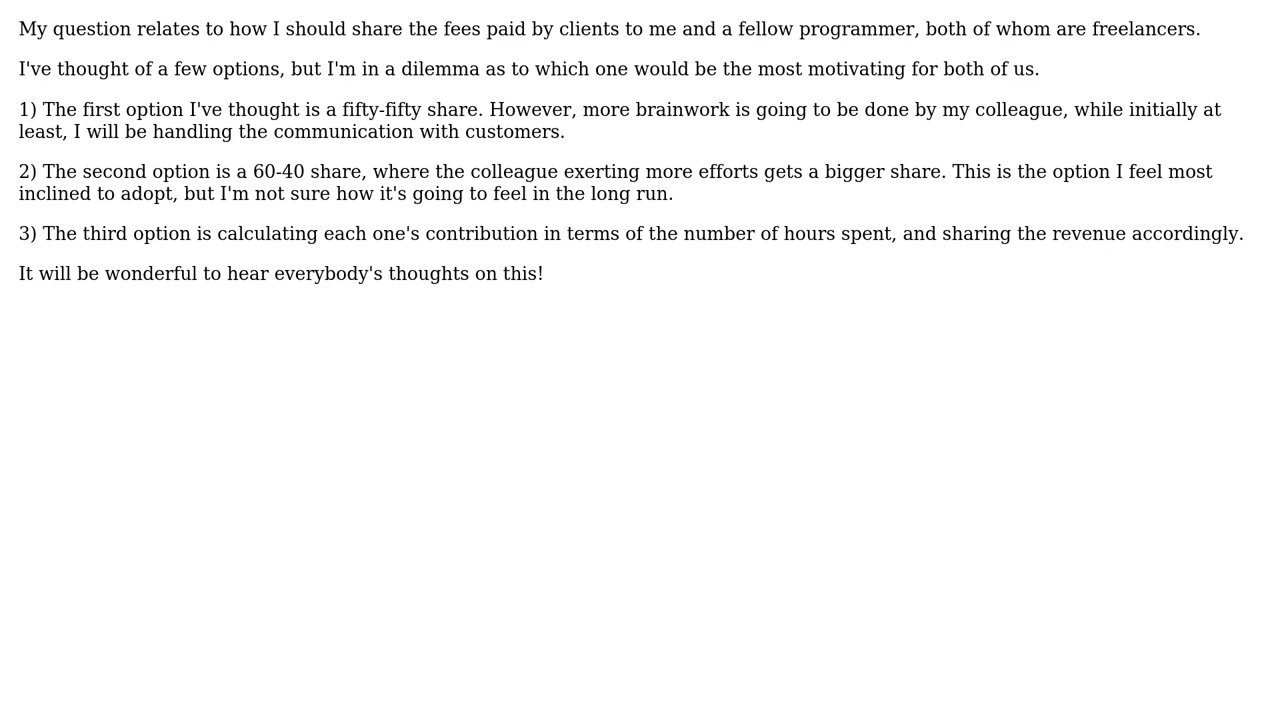 My question relates to how I should share the fees paid by clients to me and a fellow programmer, both of whom are freelancers.
I've thought of a few options, but I'm in a dilemma as to which one would be the most motivating for both of us.
1) The first option I've thought is a fifty-fifty share. However, more brainwork is going to be done by my colleague, while initially at
least, I will be handling the communication with customers.
2) The second option is a 60-40 share, where the colleague exerting more efforts gets a bigger share. This is the option I feel most
inclined to adopt, but I'm not sure how it's going to feel in the long run.
3) The third option is calculating each one's contribution in terms of the number of hours spent, and sharing the revenue accordingly.
It will be wonderful to hear everybody's thoughts on this!